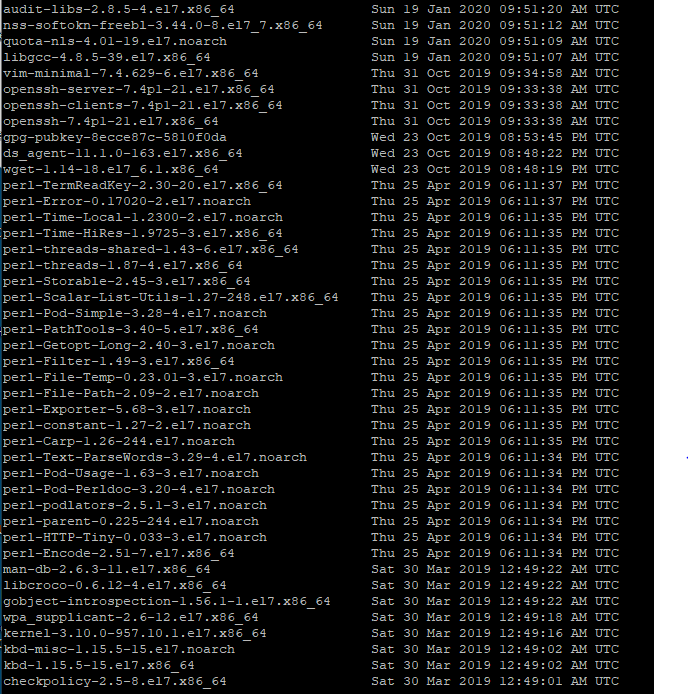 audit-libs-2.8.5-4.el7.x86_64 Sun 19 Jan 2020 09:51:20 AM UTC
nss-softokn-freebl-3.44.0-8.el7_7.x86_64 Sun 19 Jan 2020 09:51:12 AM UTC
quota-nls-4.01-19.el7.noarch Sun 19 Jan 2020 09:51:09 AM UTC
libgcc-4.8.5-39.el7.x86_64 Sun 19 Jan 2020 09:51:07 AM UTC
vim-minimal-7.4.629-6.el7.x86_64 Thu 31 Oct 2019 09:34:58 AM UTC
openssh-server-7.4p1-21.el7.x86_64 Thu 31 Oct 2019 09:33:38 AM UTC
openssh-clients-7.4p1-21.el7.x86_64 Thu 31 Oct 2019 09:33:38 AM UTC
openssh-7.4p1-21.el7.x86_64 Thu 31 Oct 2019 09:33:38 AM UTC
gpg-pubkey-8ecce87c-5810f0da Wed 23 Oct 2019 08:53:45 PM UTC
ds_agent-11.1.0-163.el7.x86_64 Wed 23 Oct 2019 08:48:22 PM UTC
wget-1.14-18.el7_6.1.x86_64 Wed 23 Oct 2019 08:48:19 PM UTC
perl-TermReadKey-2.30-20.el7.x86_64 Thu 25 Apr 2019 06:11:37 PM UTC
perl-Error-0.17020-2.el7.noarch Thu 25 Apr 2019 06:11:37 PM UTC
perl-Time-Local-1.2300-2.el7.noarch Thu 25 Apr 2019 06:11:35 PM UTC
perl-Time-HiRes-1.9725-3.el7.x86_64 Thu 25 Apr 2019 06:11:35 PM UTC
perl-threads-shared-1.43-6.el7.x86_64 Thu 25 Apr 2019 06:11:35 PM UTC
perl-threads-1.87-4.el7.x86_64 Thu 25 Apr 2019 06:11:35 PM UTC
perl-Storable-2.45-3.el7.x86_64 Thu 25 Apr 2019 06:11:35 PM UTC
perl-Scalar-List-Utils-1.27-248.el7.x86_64 Thu 25 Apr 2019 06:11:35 PM UTC
perl-Pod-Simple-3.28-4.el7.noarch Thu 25 Apr 2019 06:11:35 PM UTC
perl-PathTools-3.40-5.el7.x86_64 Thu 25 Apr 2019 06:11:35 PM UTC
perl-Getopt-Long-2.40-3.el7.noarch Thu 25 Apr 2019 06:11:35 PM UTC
perl-Filter-1.49-3.el7.x86_64 Thu 25 Apr 2019 06:11:35 PM UTC
perl-File-Temp-0.23.01-3.el7.noarch Thu 25 Apr 2019 06:11:35 PM UTC
perl-File-Path-2.09-2.el7.noarch Thu 25 Apr 2019 06:11:35 PM UTC
perl-Exporter-5.68-3.el7.noarch Thu 25 Apr 2019 06:11:35 PM UTC
perl-constant-1.27-2.el7.noarch Thu 25 Apr 2019 06:11:35 PM UTC
perl-Carp-1.26-244.el7.noarch Thu 25 Apr 2019 06:11:35 PM UTC
perl-Text-ParseWords-3.29-4.el7.noarch Thu 25 Apr 2019 06:11:34 PM UTC
perl-Pod-Usage-1.63-3.el7.noarch Thu 25 Apr 2019 06:11:34 PM UTC
perl-Pod-Perldoc-3.20-4.el7.noarch Thu 25 Apr 2019 06:11:34 PM UTC
perl-podlators-2.5.1-3.el7.noarch Thu 25 Apr 2019 06:11:34 PM UTC
perl-parent-0.225-244.el7.noarch Thu 25 Apr 2019 06:11:34 PM UTC
perl-HTTP-Tiny-0.033-3.el7.noarch Thu 25 Apr 2019 06:11:34 PM UTC
perl-Encode-2.51-7.el7.x86_64 Thu 25 Apr 2019 06:11:34 PM UTC
man-db-2.6.3-11.el7.x86_64 Sat 30 Mar 2019 12:49:22 AM UTC
libcroco-0.6.12-4.el7.x86_64 Sat 30 Mar 2019 12:49:22 AM UTC
gobject-introspection-1.56.1-1.el7.x86_64 Sat 30 Mar 2019 12:49:22 AM UTC
wpa_supplicant-2.6-12.el7.x86_64 Sat 30 Mar 2019 12:49:18 AM UTC
kernel-3.10.0-957.10.1.el7.x86_64 Sat 30 Mar 2019 12:49:16 AM UTC
kbd-misc-1.15.5-15.el7.noarch Sat 30 Mar 2019 12:49:02 AM UTC
kbd-1.15.5-15.el7.x86_64 Sat 30 Mar 2019 12:49:02 AM UTC
checkpolicy-2.5-8.el7.x86_64 Sat 30 Mar 2019 12:49:01 AM UTC